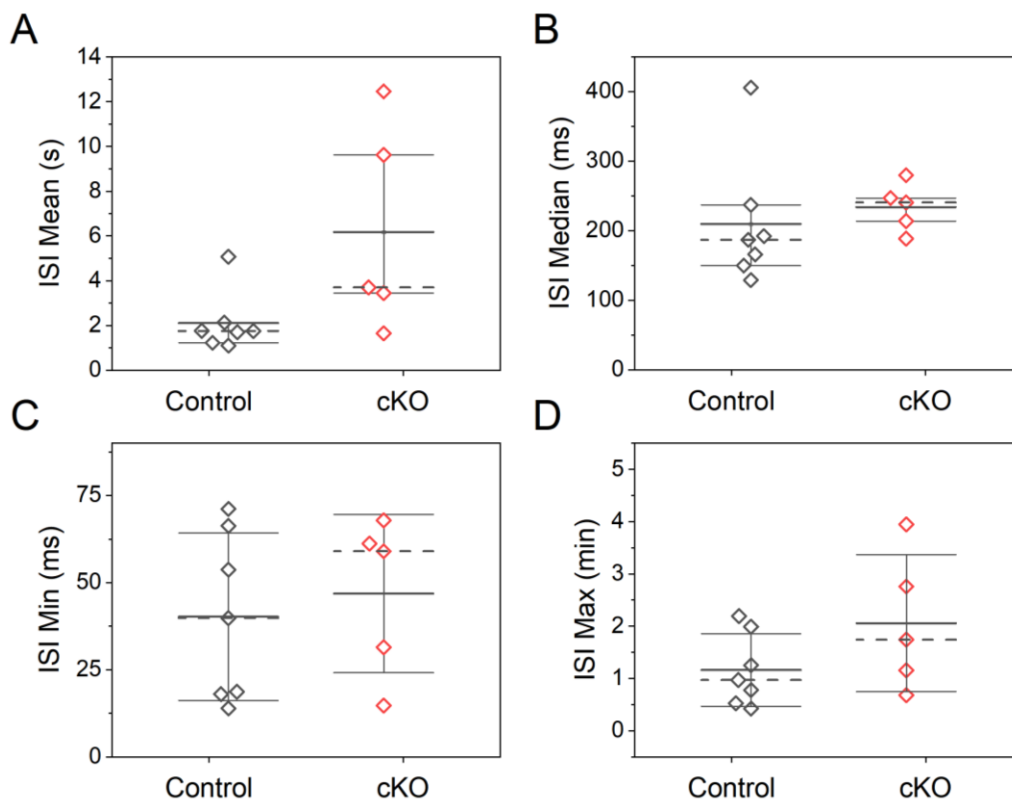 A
ISI Mean (s)
14
12
10
8
6
4
2
0
Control
cKO
B
ISI Median (ms)
400
300
200
100
0
Control
cKO
C
ISI Min (ms)
75
50
25
0
Control
cKO
D
ISI Max (min)
5
4
3
2
1
0
Control
cKO